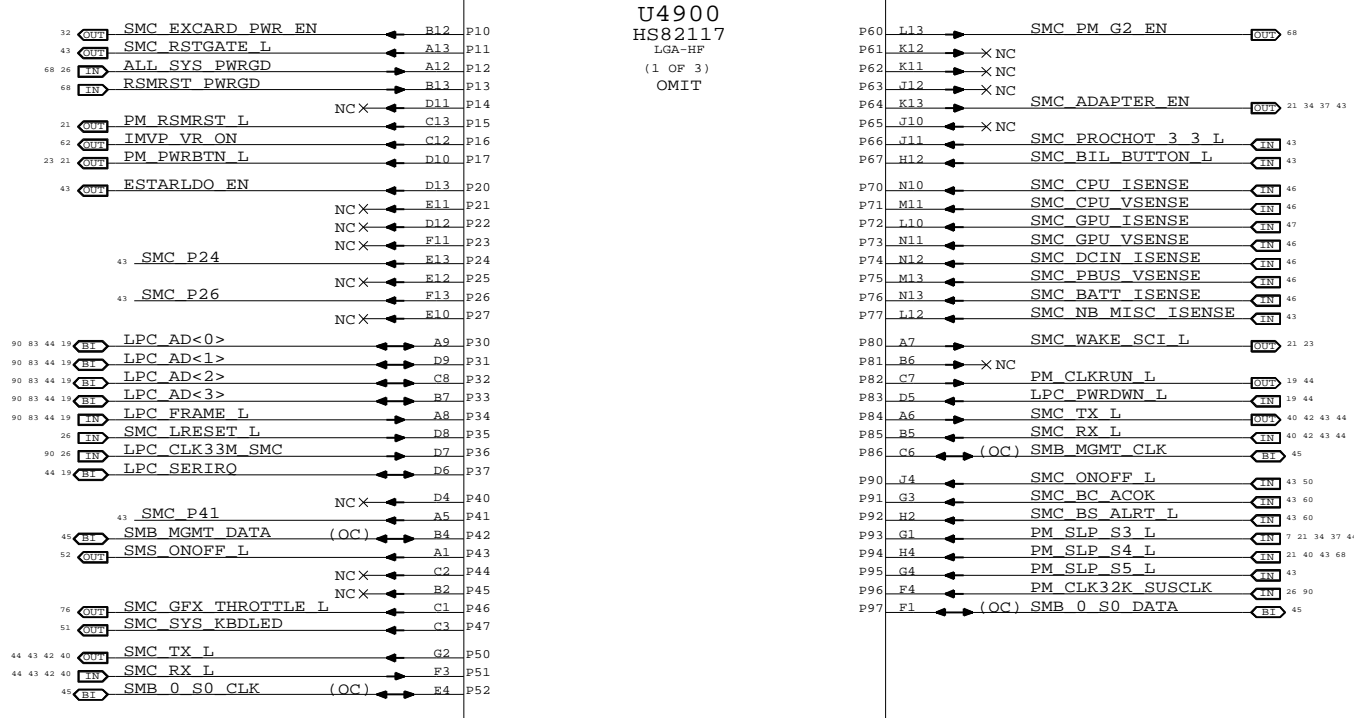 U4900
HS82117
LGA-HF
(1 OF 3)
OMIT
32 OUT SMC_EXCARD_PWR_EN B12 P10
43 OUT SMC_RSTGATE_L A13 P11
68 26 IN ALL_SYS_PWRGD A12 P12
68 IN RSMRST_PWRGD B13 P13
NC D11 P14
21 OUT PM_RSMRST_L C13 P15
62 OUT IMVP_VR_ON C12 P16
23 21 OUT PM_PWRBTN_L D10 P17
43 OUT ESTARLDO_EN D13 P20
NC E11 P21
NC D12 P22
NC F11 P23
43 SMC_P24 E13 P24
NC E12 P25
43 SMC_P26 F13 P26
NC E10 P27
90 83 44 19 BI LPC_AD<0> A9 P30
90 83 44 19 BI LPC_AD<1> D9 P31
90 83 44 19 BI LPC_AD<2> C8 P32
90 83 44 19 BI LPC_AD<3> B7 P33
90 83 44 19 IN LPC_FRAME_L A8 P34
26 IN SMC_LRESET_L D8 P35
90 26 IN LPC_CLK33M_SMC D7 P36
44 19 BI LPC_SERIRQ D6 P37
NC D4 P40
43 SMC_P41 A5 P41
45 BI SMB_MGMT_DATA (OC) B4 P42
52 OUT SMS_ONOFF_L A1 P43
NC C2 P44
NC B2 P45
76 OUT SMC_GFX_THROTTLE_L C1 P46
51 OUT SMC_SYS_KBDLED C3 P47
44 43 42 40 OUT SMC_TX_L G2 P50
44 43 42 40 IN SMC_RX_L F3 P51
45 BI SMB_0_S0_CLK (OC) E4 P52
P60 L13 SMC_PM_G2_EN OUT 68
P61 K12 NC
P62 K11 NC
P63 J12 NC
P64 K13 SMC_ADAPTER_EN OUT 21 34 37 43
P65 J10 NC
P66 J11 SMC_PROCHOT_3_3_L IN 43
P67 H12 SMC_BIL_BUTTON_L IN 43
P70 N10 SMC_CPU_ISENSE IN 46
P71 M11 SMC_CPU_VSENSE IN 46
P72 L10 SMC_GPU_ISENSE IN 47
P73 N11 SMC_GPU_VSENSE IN 46
P74 N12 SMC_DCIN_ISENSE IN 46
P75 M13 SMC_PBUS_VSENSE IN 46
P76 N13 SMC_BATT_ISENSE IN 46
P77 L12 SMC_NB_MISC_ISENSE IN 43
P80 A7 SMC_WAKE_SCI_L OUT 21 23
P81 B6 NC
P82 C7 PM_CLKRUN_L OUT 19 44
P83 D5 LPC_PWRDWN_L IN 19 44
P84 A6 SMC_TX_L OUT 40 42 43 44
P85 B5 SMC_RX_L IN 40 42 43 44
P86 C6 (OC) SMB_MGMT_CLK BI 45
P90 J4 SMC_ONOFF_L IN 43 50
P91 G3 SMC_BC_ACOK IN 43 60
P92 H2 SMC_BS_ALRT_L IN 43 60
P93 G1 PM_SLP_S3_L IN 7 21 34 37
P94 H4 PM_SLP_S4_L IN 21 40 43 68
P95 G4 PM_SLP_S5_L IN 43
P96 F4 PM_CLK32K_SUSCLK IN 26 90
P97 F1 (OC) SMB_0_S0_DATA BI 45